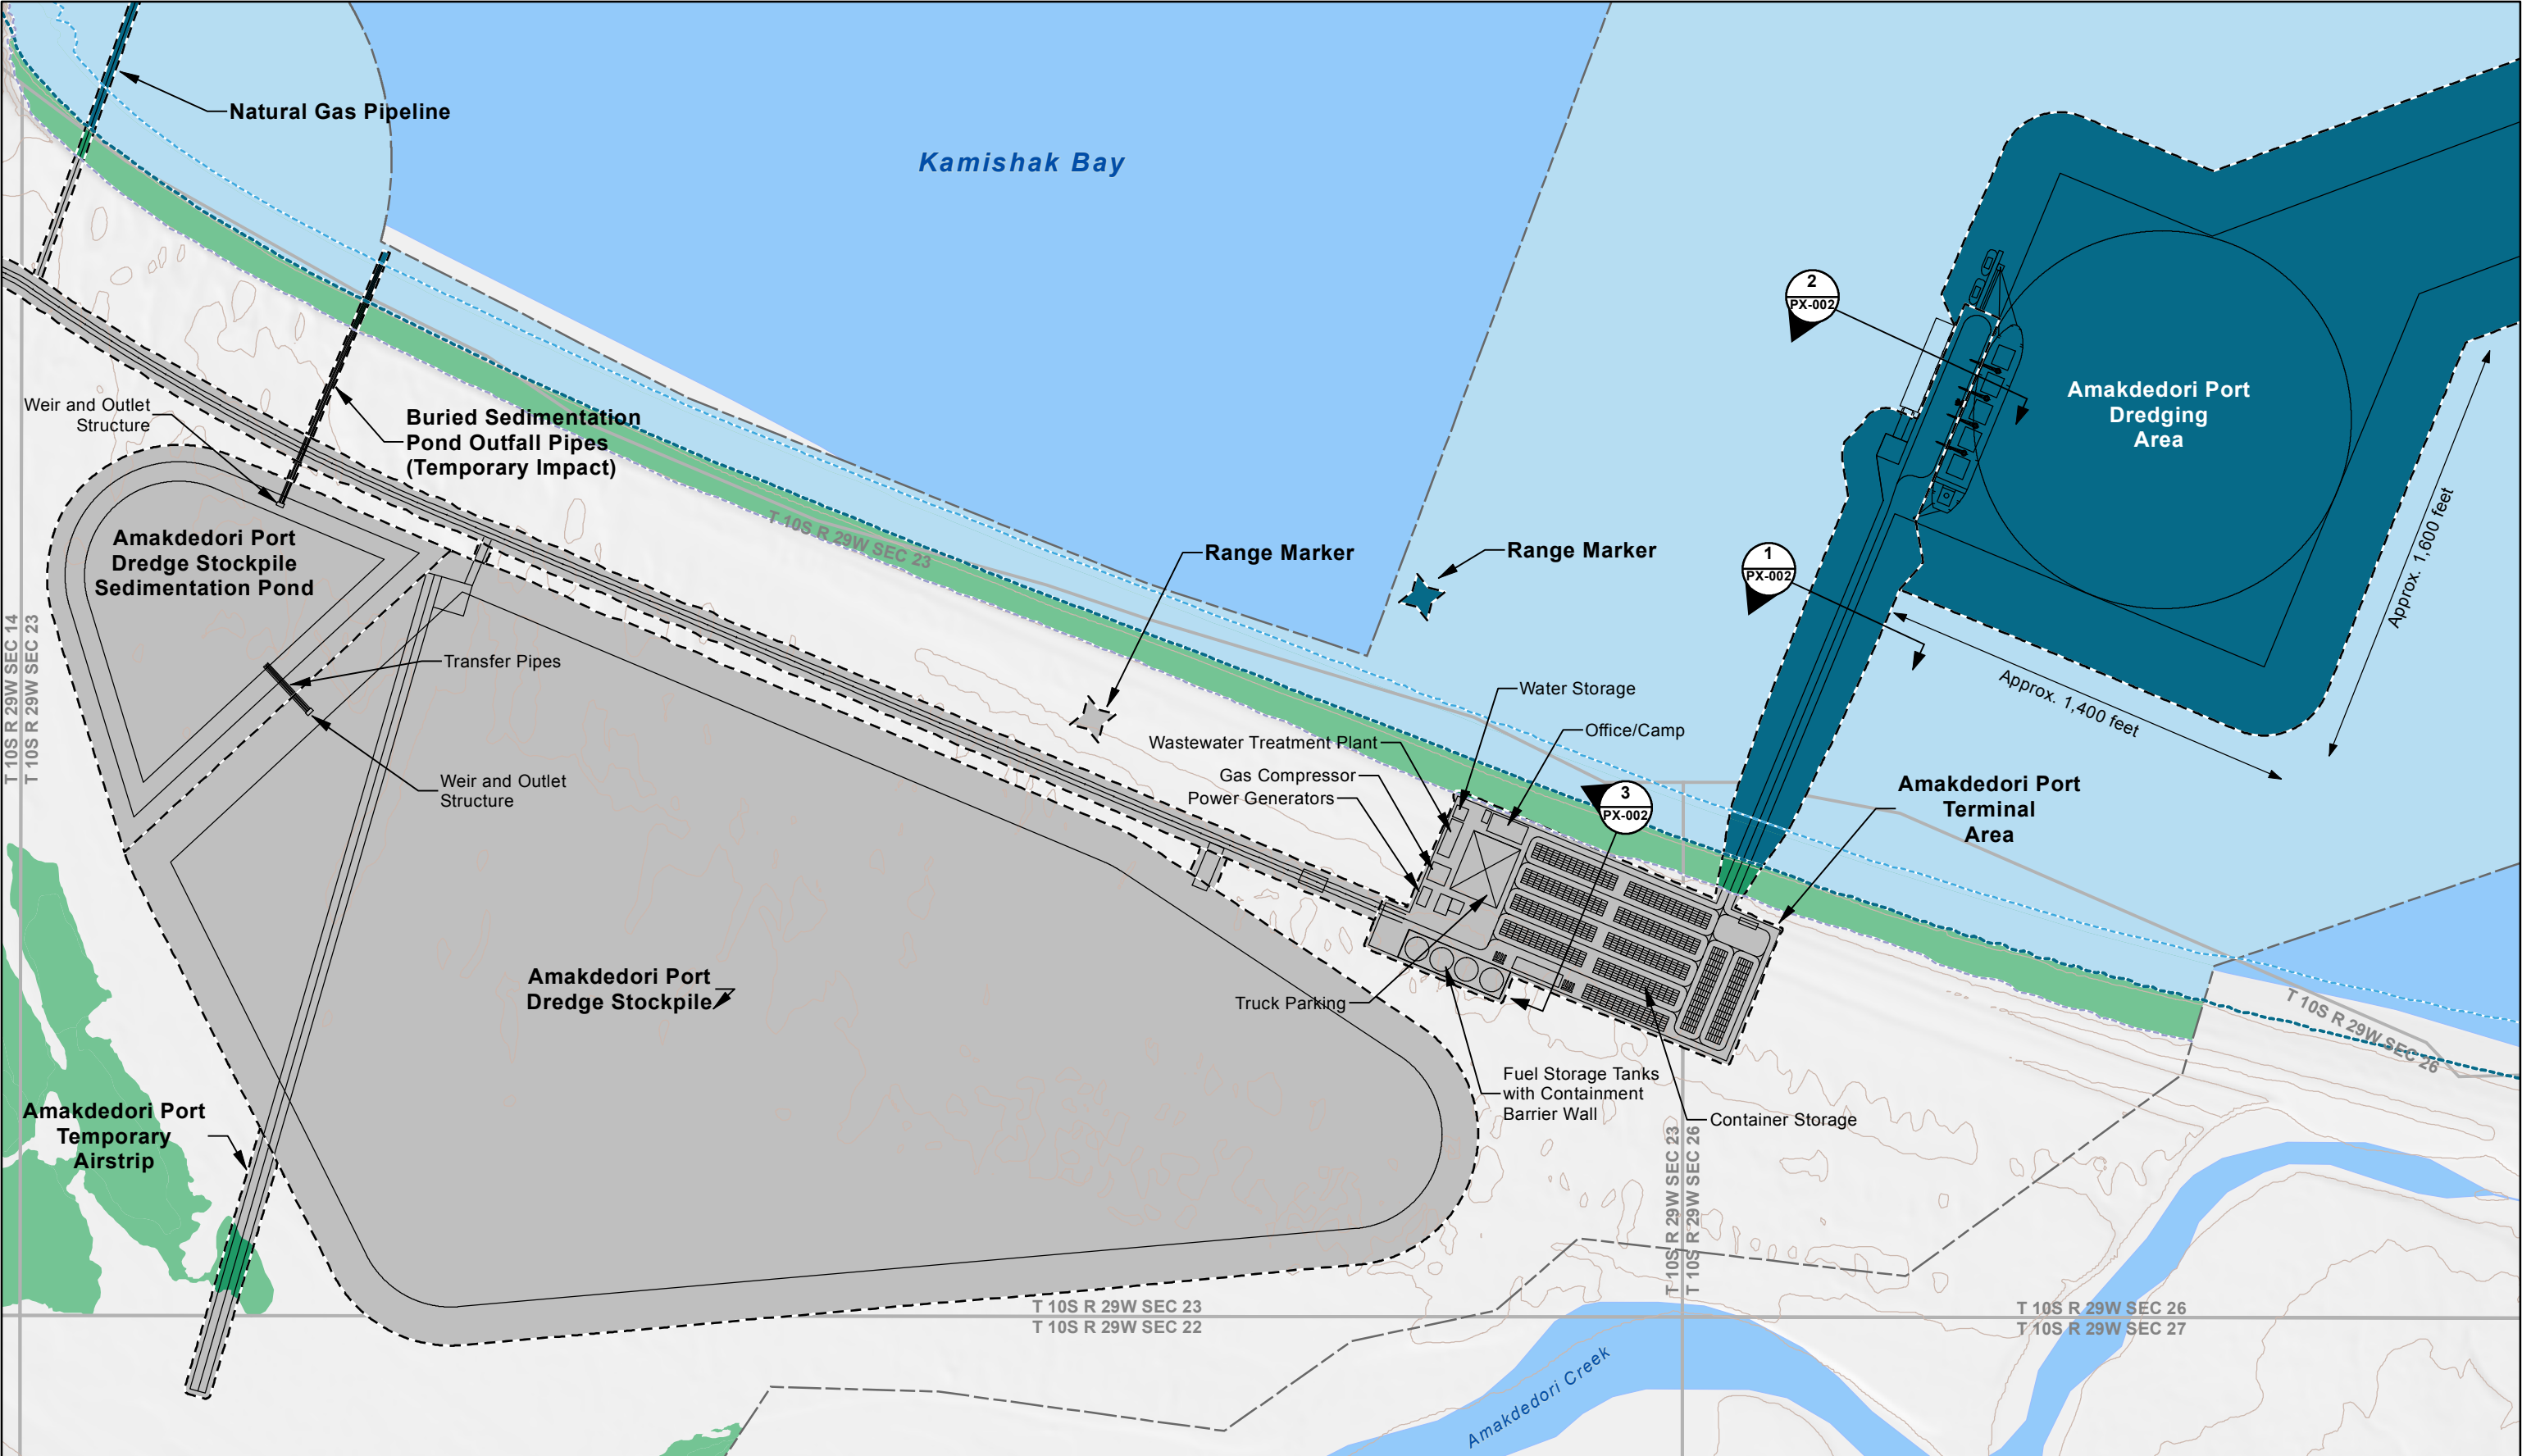 Natural Gas Pipeline
Kamishak Bay
2
PX-002
Amakdedori Port
Dredging
Area
Weir and Outlet
Structure
Buried Sedimentation
Pond Outfall Pipes
(Temporary Impact)
T 10S R 29W SEC 23
Range Marker
Range Marker
1
PX-002
Approx. 1,600 feet
Amakdedori Port
Dredge Stockpile
Sedimentation Pond
T 10S R 29W SEC 14
T 10S R 29W SEC 23
Transfer Pipes
Weir and Outlet
Structure
Approx. 1,400 feet
Water Storage
Office/Camp
Wastewater Treatment Plant
Gas Compressor
Power Generators
3
PX-002
Amakdedori Port
Terminal
Area
Amakdedori Port
Dredge Stockpile
Truck Parking
T 10S R 29W SEC 26
Fuel Storage Tanks
with Containment
Barrier Wall
Container Storage
Amakdedori Port
Temporary
Airstrip
T 10S R 29W SEC 23
T 10S R 29W SEC 26
T 10S R 29W SEC 23
T 10S R 29W SEC 22
T 10S R 29W SEC 26
T 10S R 29W SEC 27
Amakdedori Creek